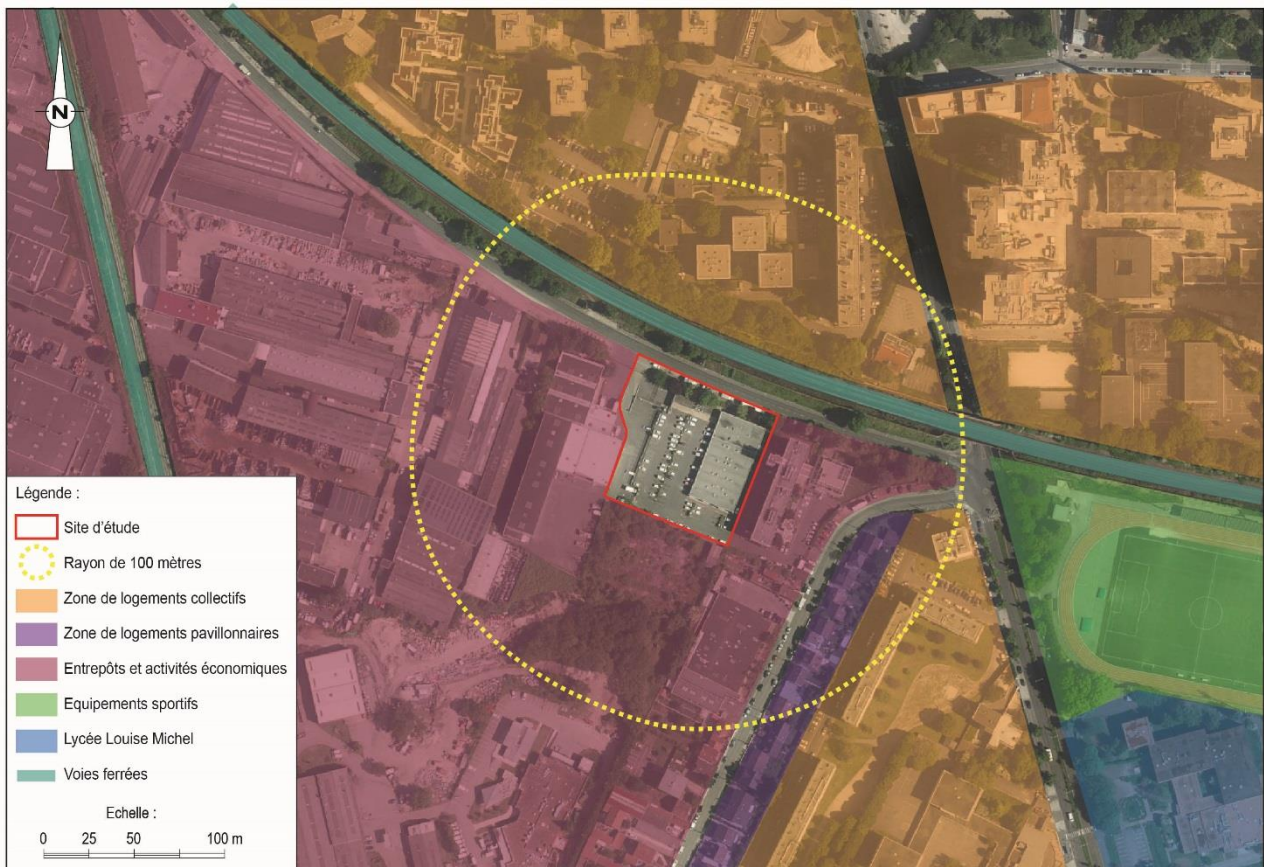 N
Légende :
Site d'étude
Rayon de 100 mètres
Zone de logements collectifs
Zone de logements pavillonnaires
Entrepôts et activités économiques
Equipements sportifs
Lycée Louise Michel
Voies ferrées
Echelle :
0 25 50 100 m